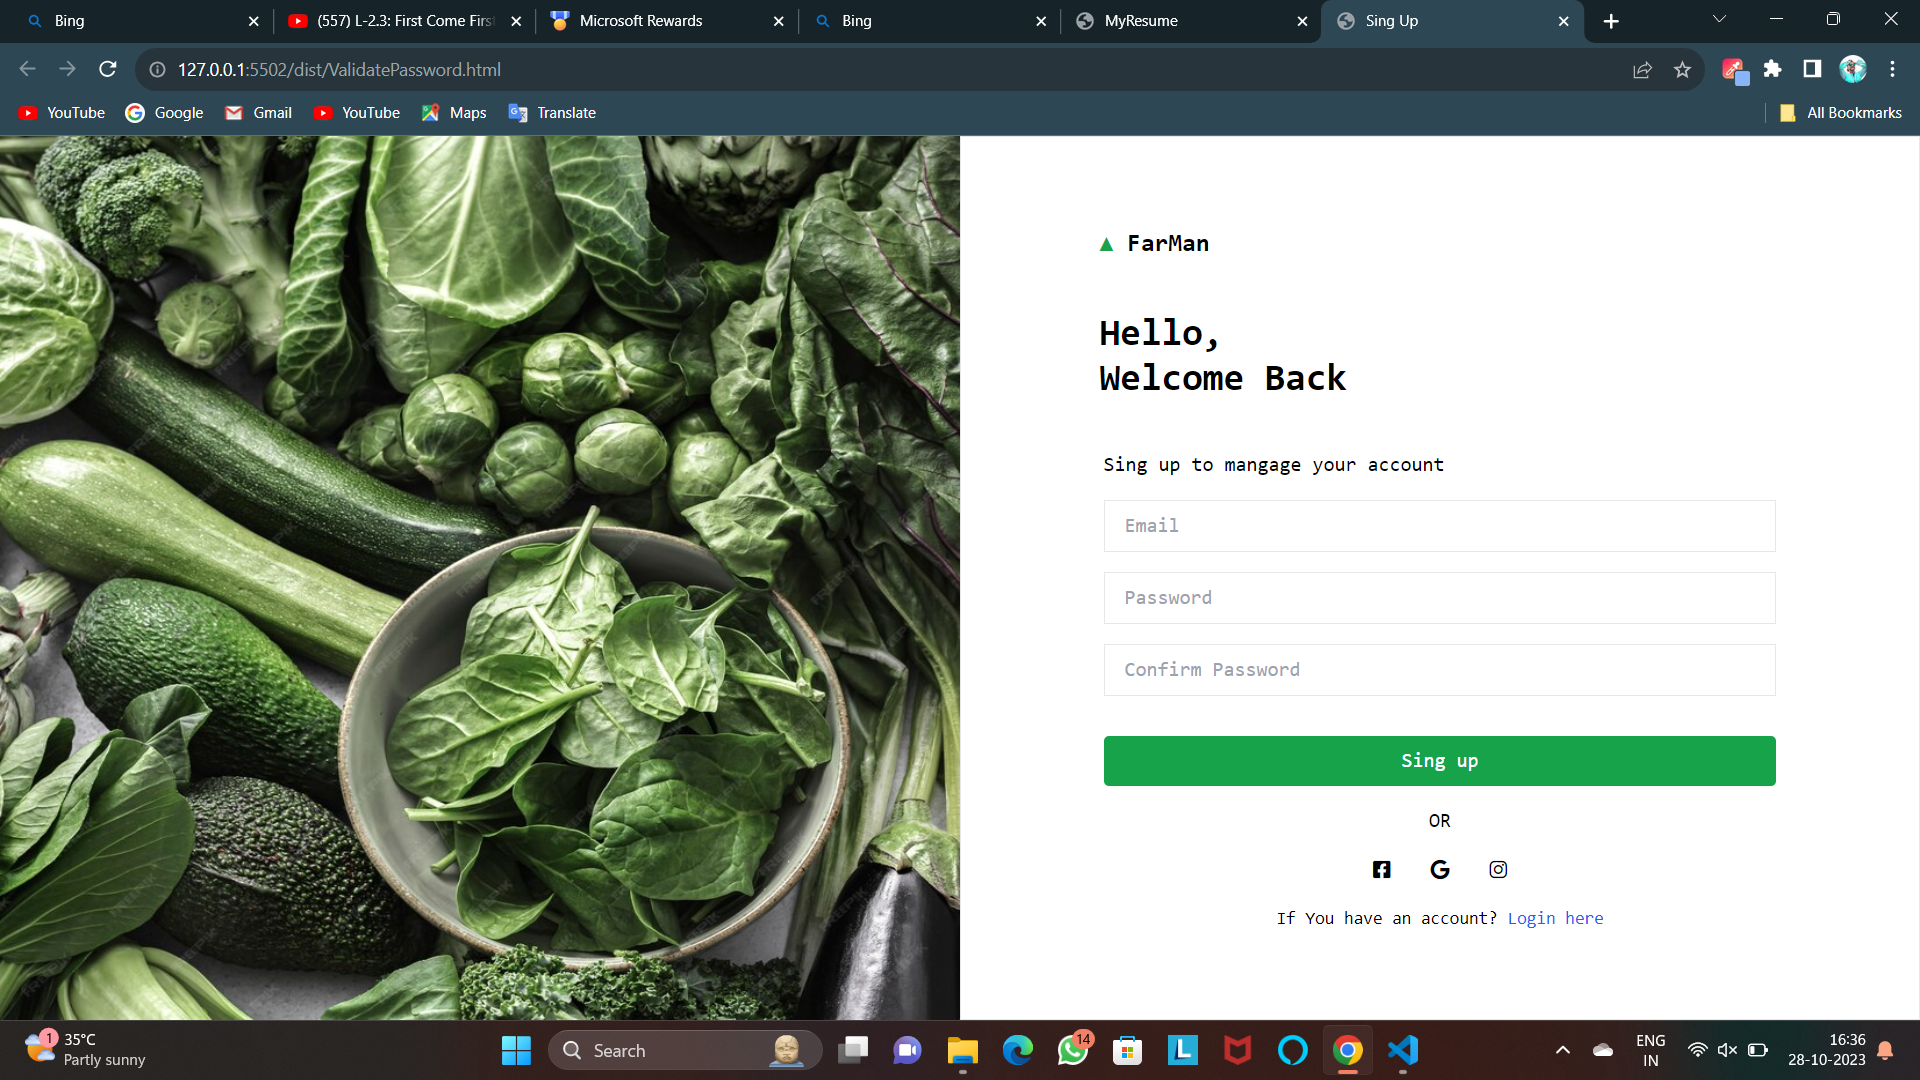 Bing
(557) L-2.3: First Come Firs
Microsoft Rewards
Bing
MyResume
Sing Up
127.0.0.1:5502/dist/ValidatePassword.html
YouTube
Google
Gmail
YouTube
Maps
Translate
All Bookmarks
FarMan
Hello,
Welcome Back
Sing up to mangage your account
Email
Password
Confirm Password
Sing up
OR
If You have an account? Login here
1
35°C
Partly sunny
Search
14
L
ENG
IN
16:36
28-10-2023